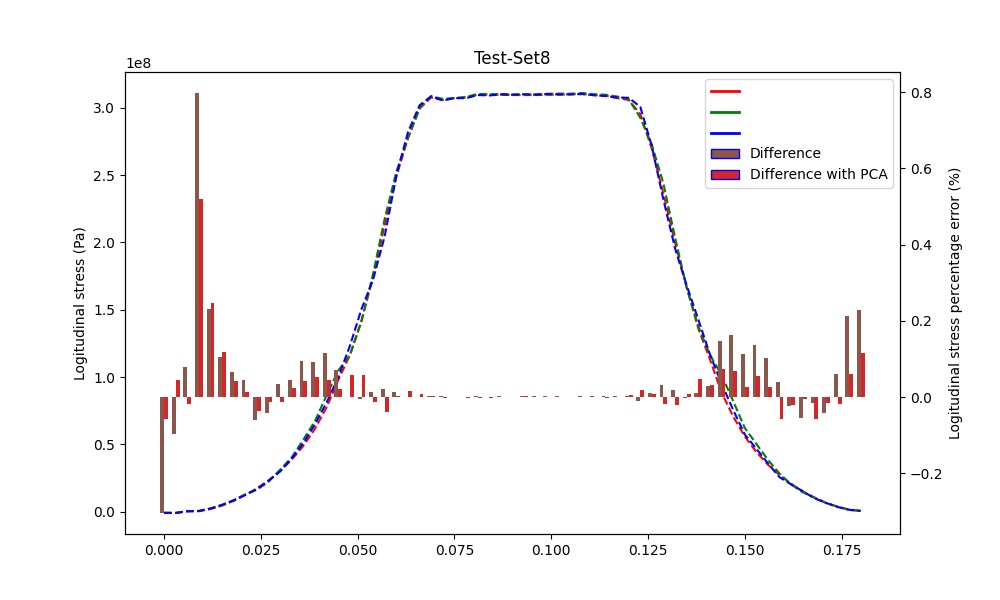 Test-Set8
1e8
3.0
2.5
2.0
1.5
1.0
0.5
0.0
Logitudinal stress (Pa)
0.8
0.6
0.4
0.2
0.0
−0.2
Logitudinal stress percentage error (%)
Difference
Difference with PCA
0.000 0.025 0.050 0.075 0.100 0.125 0.150 0.175